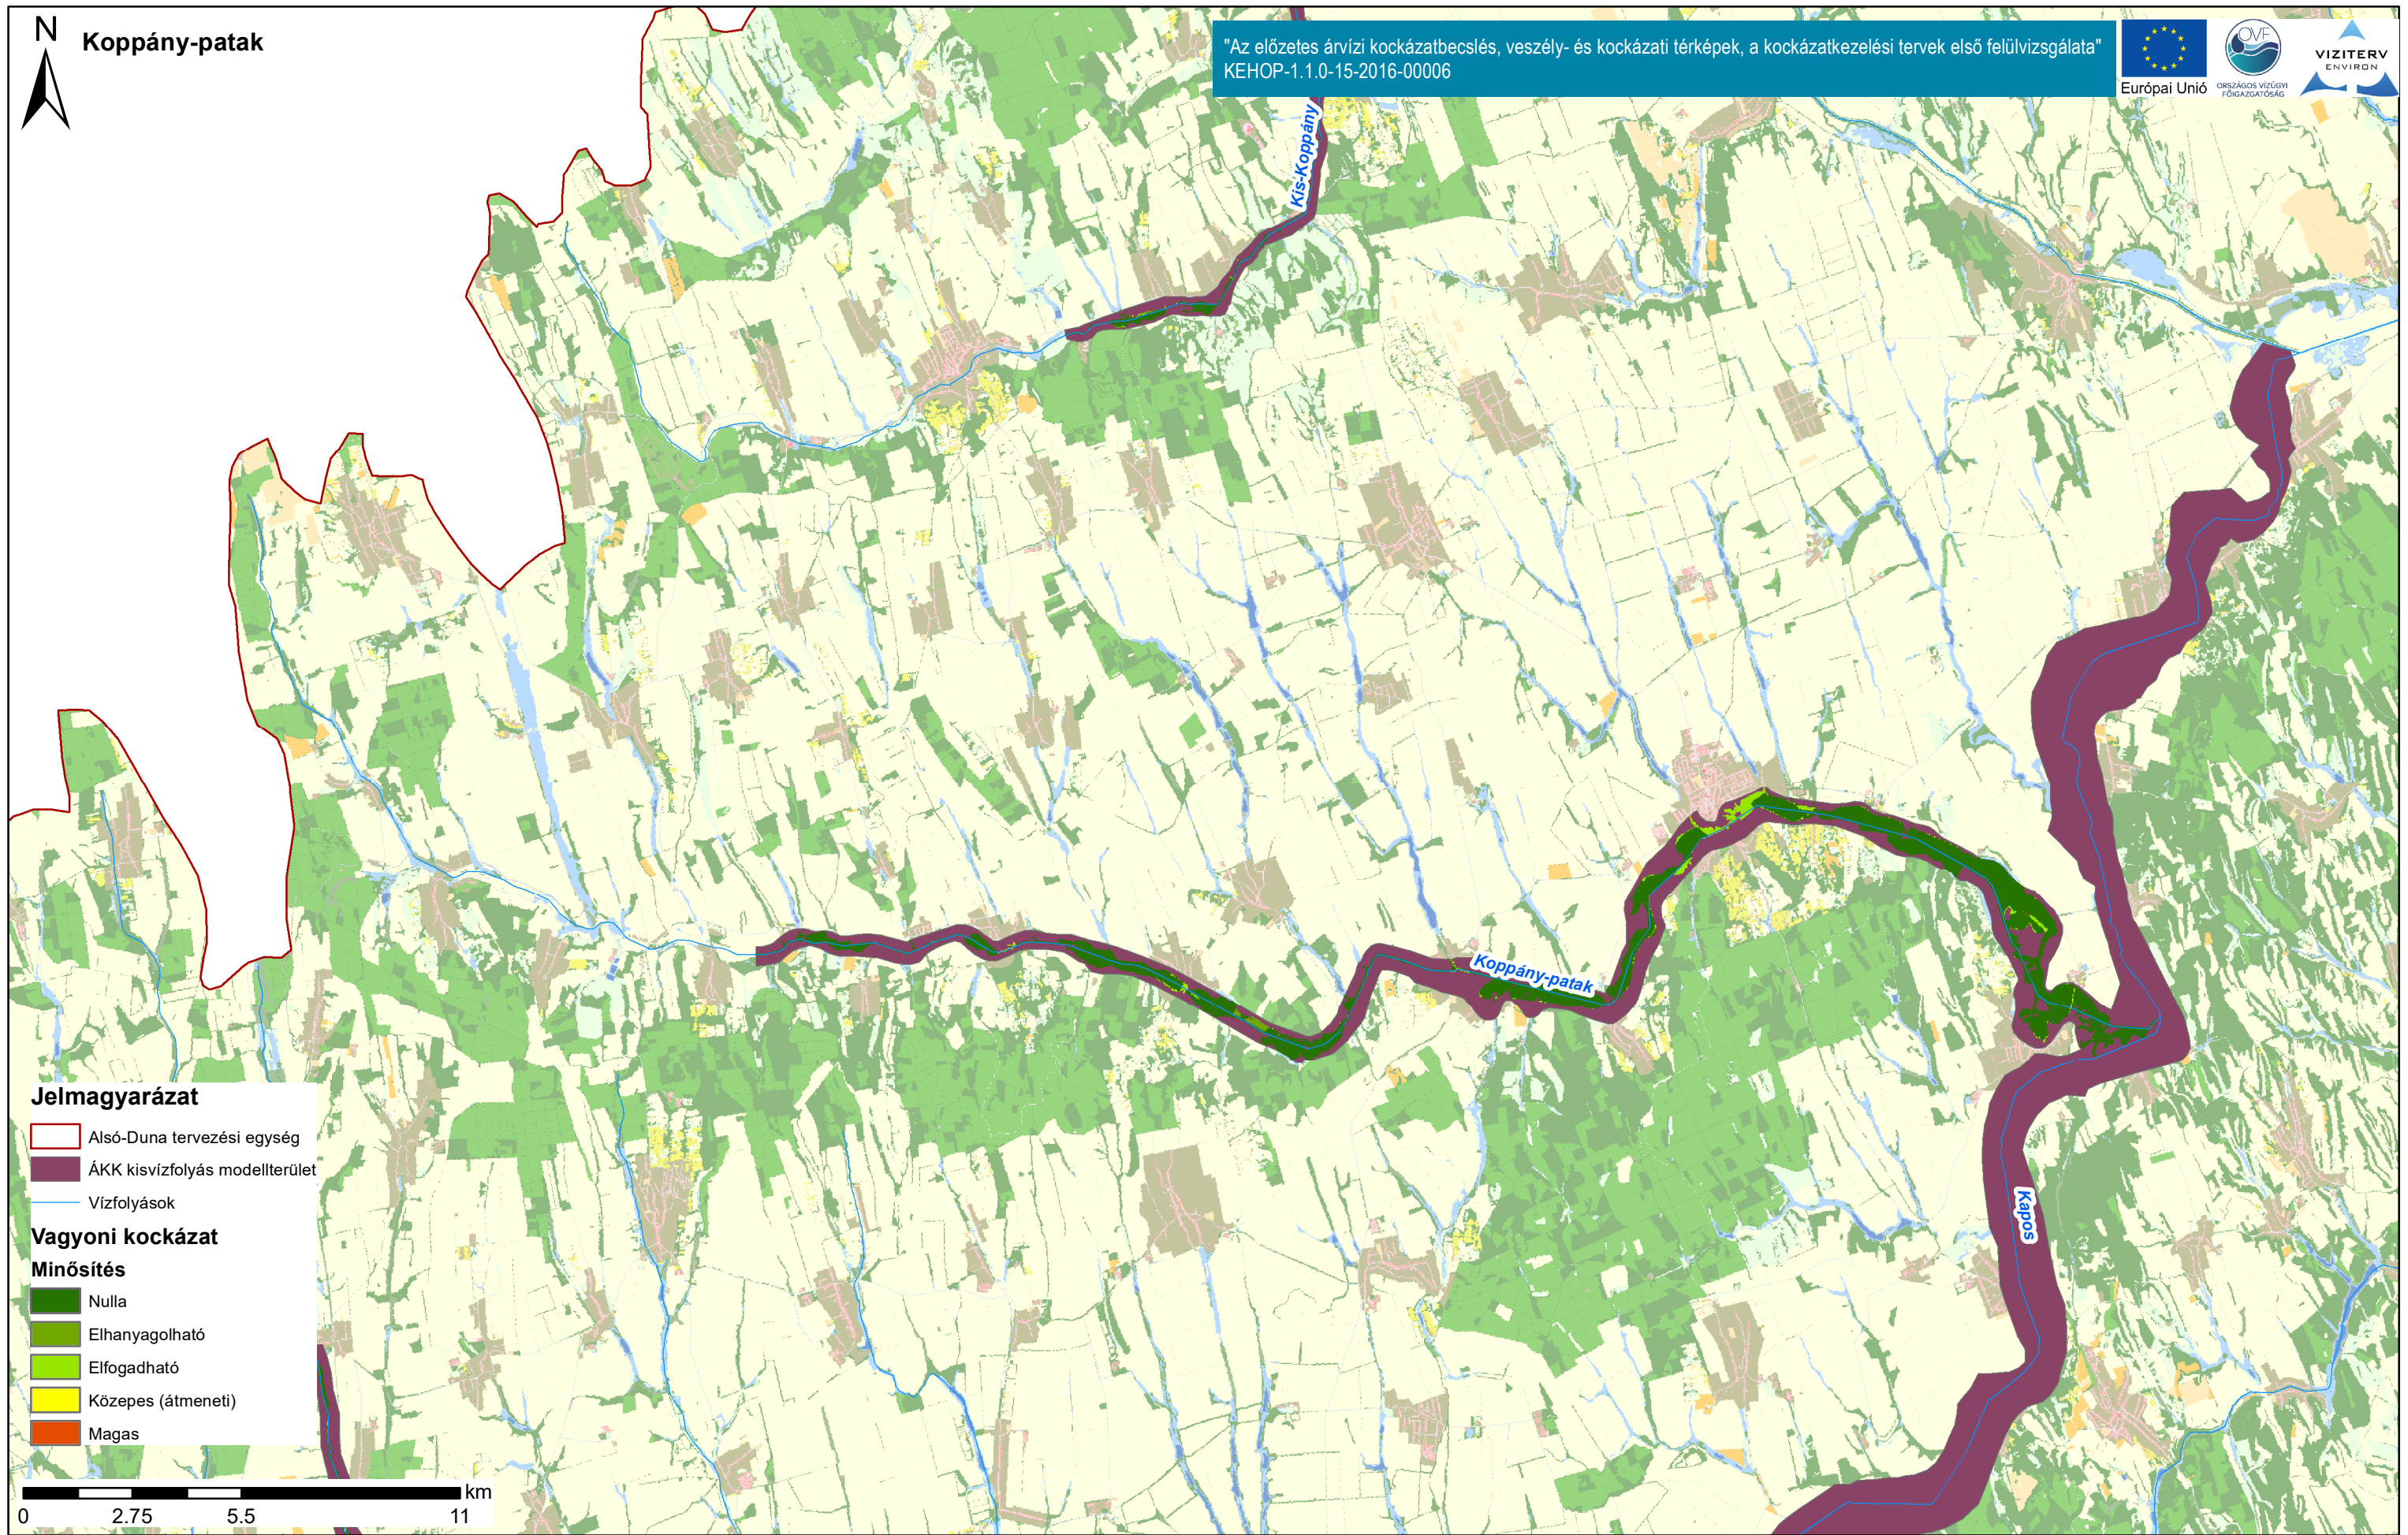 N
Koppány-patak
"Az előzetes árvízi kockázatbecslés, veszély- és kockázati térképek, a kockázatkezelési tervek első felülvizsgálata"
KEHOP-1.1.0-15-2016-00006
Európai Unió
OVF
ORSZÁGOS VÍZÜGYI
FŐIGAZGATÓSÁG
VIZITERV
ENVIRON
Kis-Koppány
Koppány-patak
Kapos
Jelmagyarázat
Alsó-Duna tervezési egység
ÁKK kisvízfolyás modellterület
Vízfolyások
Vagyoni kockázat
Minősítés
Nulla
Elhanyagolható
Elfogadható
Közepes (átmeneti)
Magas
km
0 2.75 5.5 11